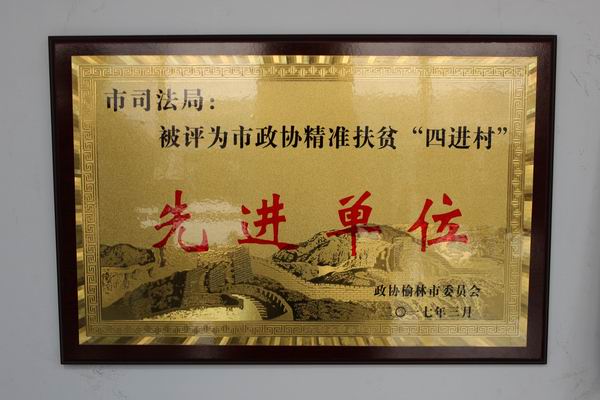 市司法局：
被评为市政协精准扶贫“四进村”
先进单位
政协榆林市委员会
二〇一七年三月